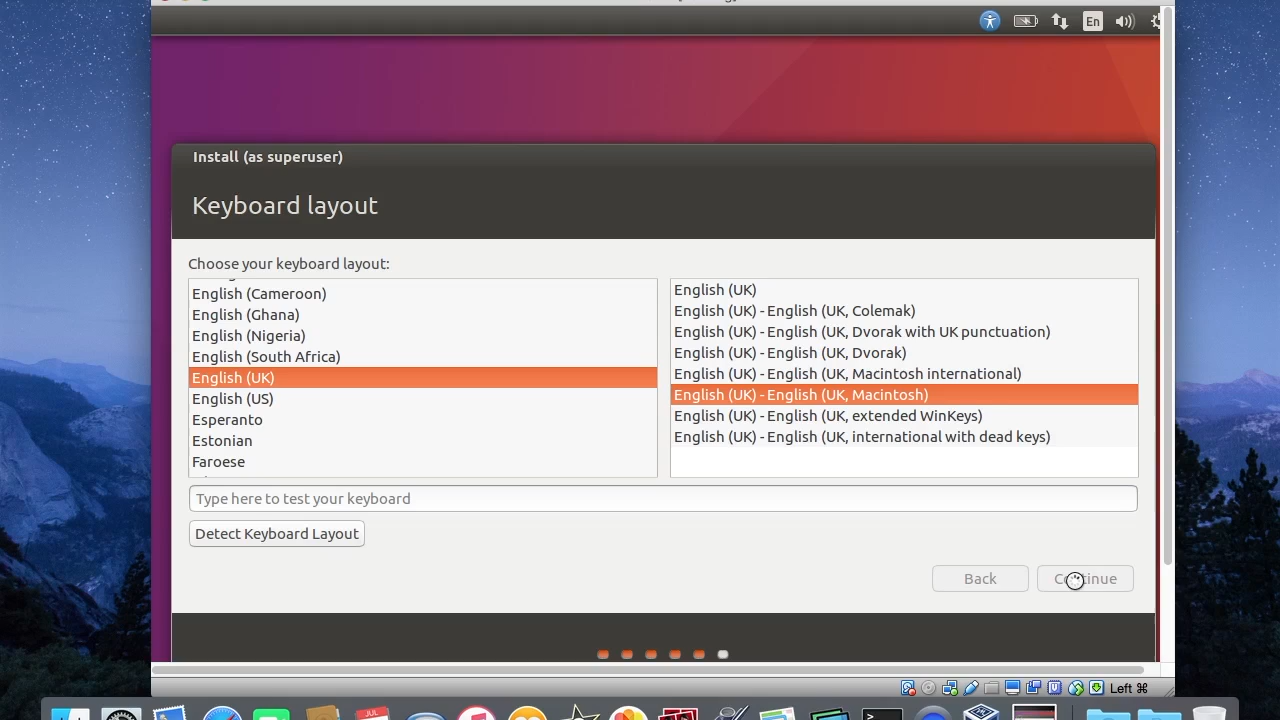 En
Install (as superuser)
Keyboard layout
Choose your keyboard layout:
English (Cameroon)
English (Ghana)
English (Nigeria)
English (South Africa)
English (UK)
English (US)
Esperanto
Estonian
Faroese
English (UK)
English (UK) - English (UK, Colemak)
English (UK) - English (UK, Dvorak with UK punctuation)
English (UK) - English (UK, Dvorak)
English (UK) - English (UK, Macintosh international)
English (UK) - English (UK, Macintosh)
English (UK) - English (UK, extended WinKeys)
English (UK) - English (UK, international with dead keys)
Type here to test your keyboard
Detect Keyboard Layout
Back
Continue
Left ⌘
JUL